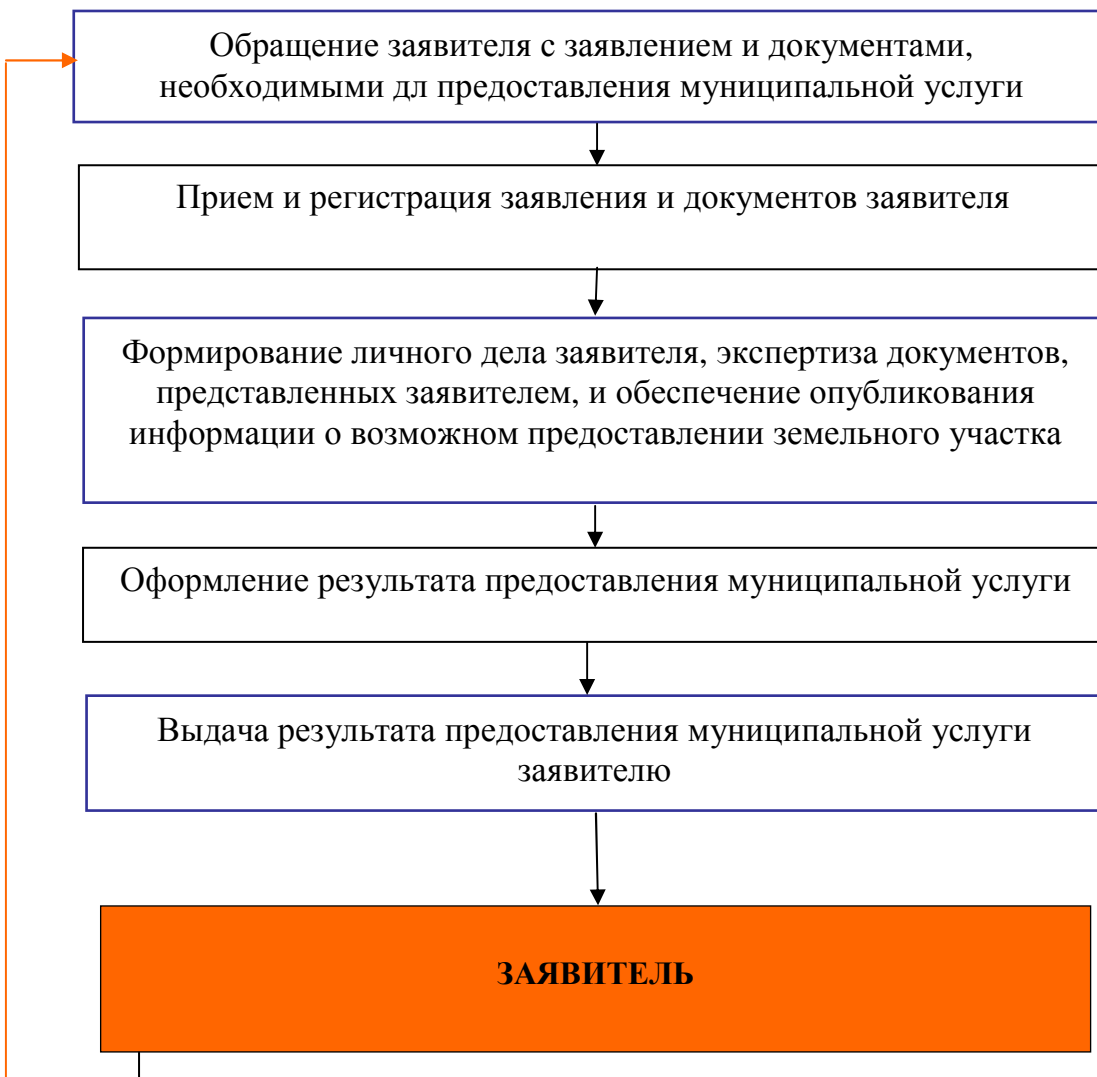 Обращение заявителя с заявлением и документами,
необходимыми дл предоставления муниципальной услуги
Прием и регистрация заявления и документов заявителя
Формирование личного дела заявителя, экспертиза документов,
представленных заявителем, и обеспечение опубликования
информации о возможном предоставлении земельного участка
Оформление результата предоставления муниципальной услуги
Выдача результата предоставления муниципальной услуги
заявителю
ЗАЯВИТЕЛЬ